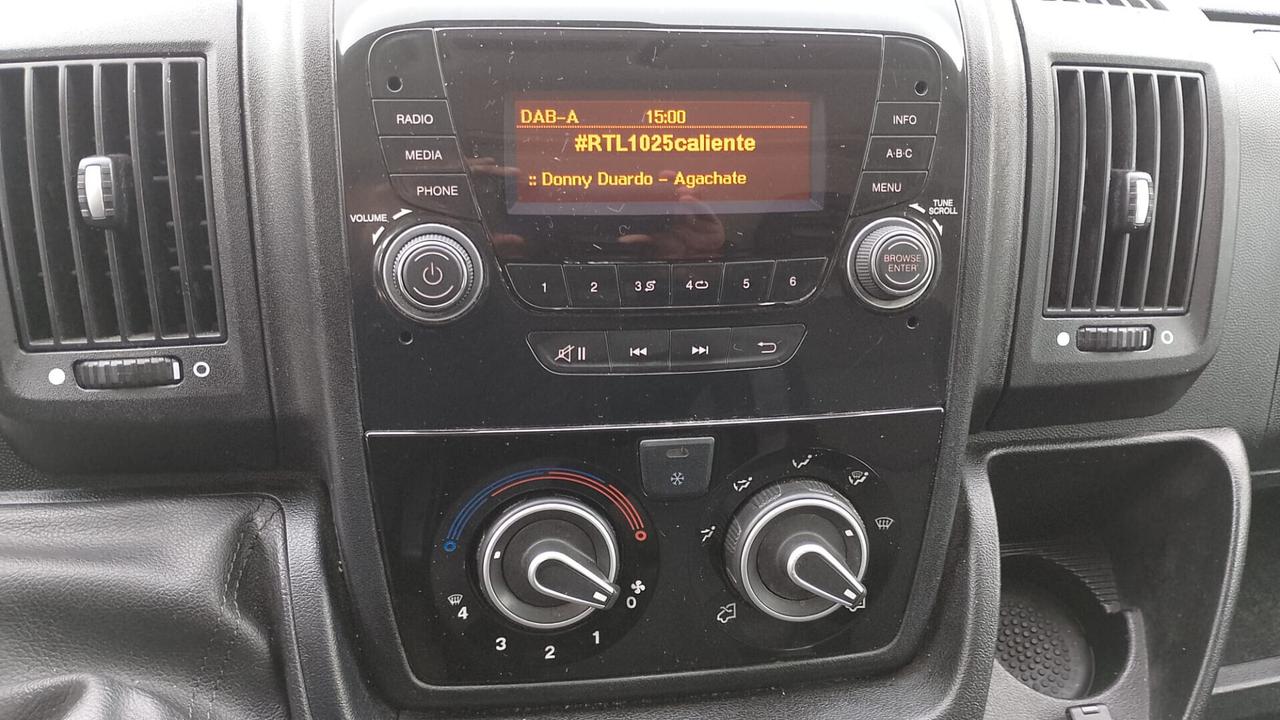 DAB-A 15:00
#RTL1025caliente
:: Donny Duardo - Agachate
RADIO
MEDIA
PHONE
VOLUME
INFO
A·B·C
MENU
TUNE
SCROLL
BROWSE
ENTER
1 2 3 4 5 6
0
1
2
3
4